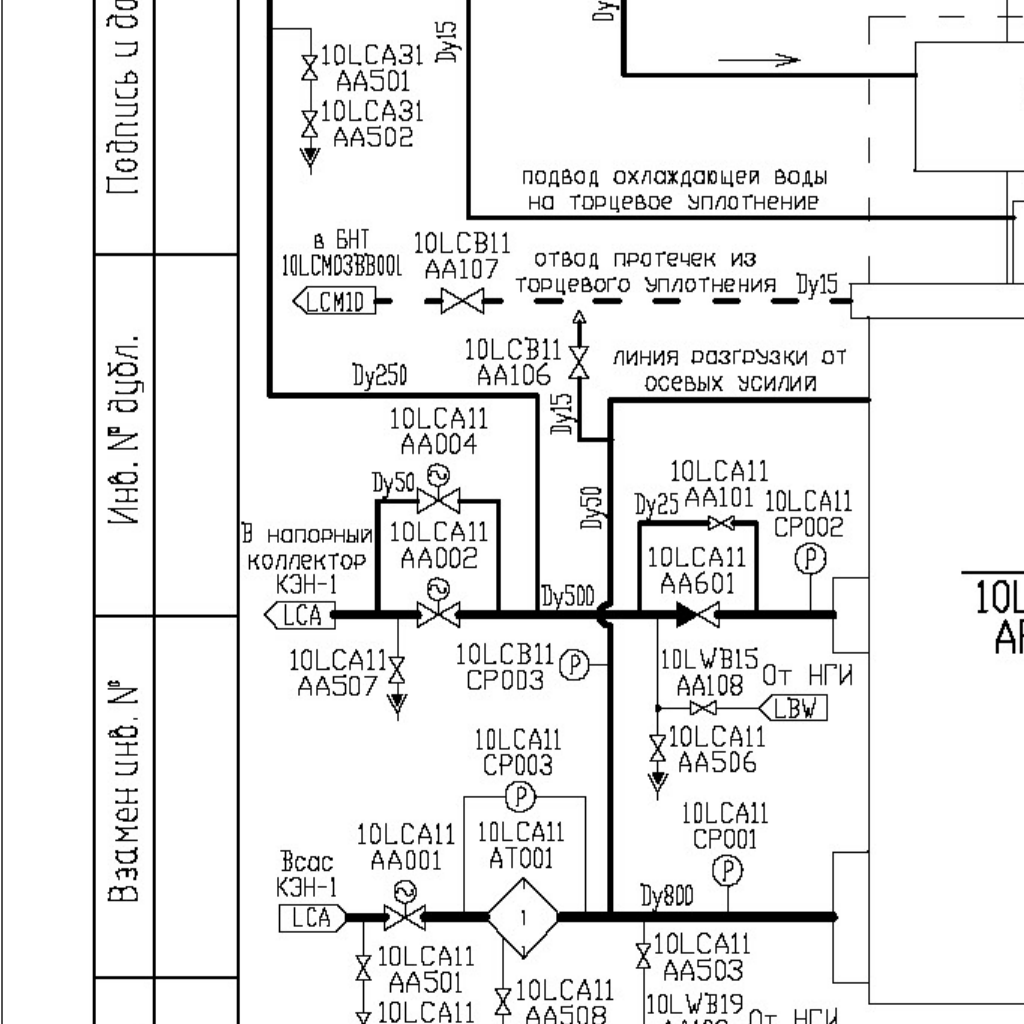 Подпись и да
Инв. № дубл.
Взамен инв. №
10LCA31
AA501
10LCA31
AA502
Dy15
Dy
подвод охлаждающей воды
на торцевое уплотнение
в БНТ
10LCM03BB001
LCM10
10LCB11
AA107
отвод протечек из
торцевого уплотнения
Dy15
10LCB11
AA106
Dy15
линия разгрузки от
осевых усилий
Dy250
10LCA11
AA004
Dy50
10LCA11
AA002
В напорный
коллектор
КЭН-1
LCA
Dy500
Dy50
10LCA11
AA101
Dy25
10LCA11
CP002
P
10LCA11
AA601
10L
AP
10LCA11
AA507
10LCB11
CP003
P
10LWB15
AA108
От НГИ
LBW
10LCA11
AA506
10LCA11
CP003
P
10LCA11
CP001
P
10LCA11
AA001
10LCA11
AT001
1
Всас
КЭН-1
LCA
Dy800
10LCA11
AA501
10LCA11
10LCA11
AA508
10LCA11
AA503
10LWB19
От НГИ